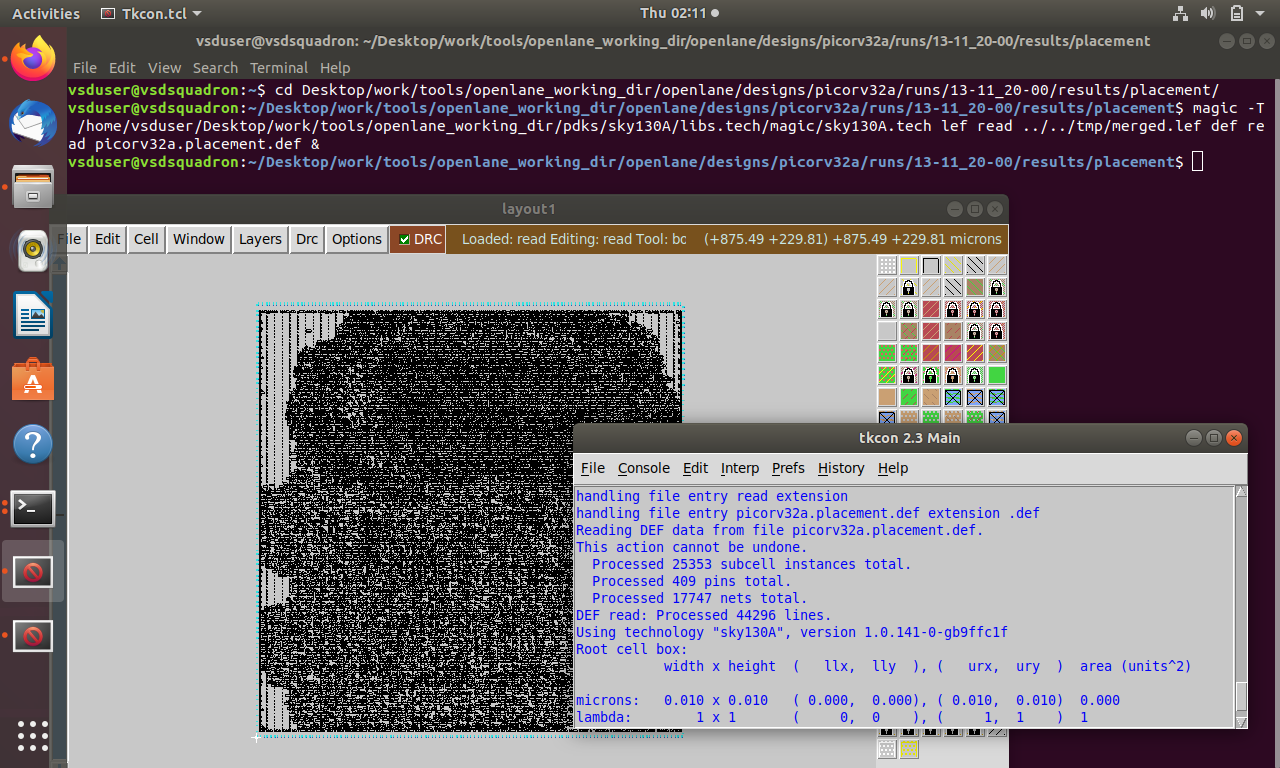 Activities
Tkcon.tcl
Thu 02:11
vsduser@vsdsquadron: ~/Desktop/work/tools/openlane_working_dir/openlane/designs/picorv32a/runs/13-11_20-00/results/placement
File Edit View Search Terminal Help
vsduser@vsdsquadron:~$ cd Desktop/work/tools/openlane_working_dir/openlane/designs/picorv32a/runs/13-11_20-00/results/placement/
vsduser@vsdsquadron:~/Desktop/work/tools/openlane_working_dir/openlane/designs/picorv32a/runs/13-11_20-00/results/placement$ magic -T
/home/vsduser/Desktop/work/tools/openlane_working_dir/pdks/sky130A/libs.tech/magic/sky130A.tech lef read ../../tmp/merged.lef def re
ad picorv32a.placement.def &
vsduser@vsdsquadron:~/Desktop/work/tools/openlane_working_dir/openlane/designs/picorv32a/runs/13-11_20-00/results/placement$
layout1
File Edit Cell Window Layers Drc Options DRC Loaded: read Editing: read Tool: bo (+875.49 +229.81) +875.49 +229.81 microns
tkcon 2.3 Main
File Console Edit Interp Prefs History Help
handling file entry read extension
handling file entry picorv32a.placement.def extension .def
Reading DEF data from file picorv32a.placement.def.
This action cannot be undone.
Processed 25353 subcell instances total.
Processed 409 pins total.
Processed 17747 nets total.
DEF read: Processed 44296 lines.
Using technology "sky130A", version 1.0.141-0-gb9ffc1f
Root cell box:
width x height ( llx, lly ), ( urx, ury ) area (units^2)
microns: 0.010 x 0.010 ( 0.000, 0.000), ( 0.010, 0.010) 0.000
lambda: 1 x 1 ( 0, 0 ), ( 1, 1 ) 1